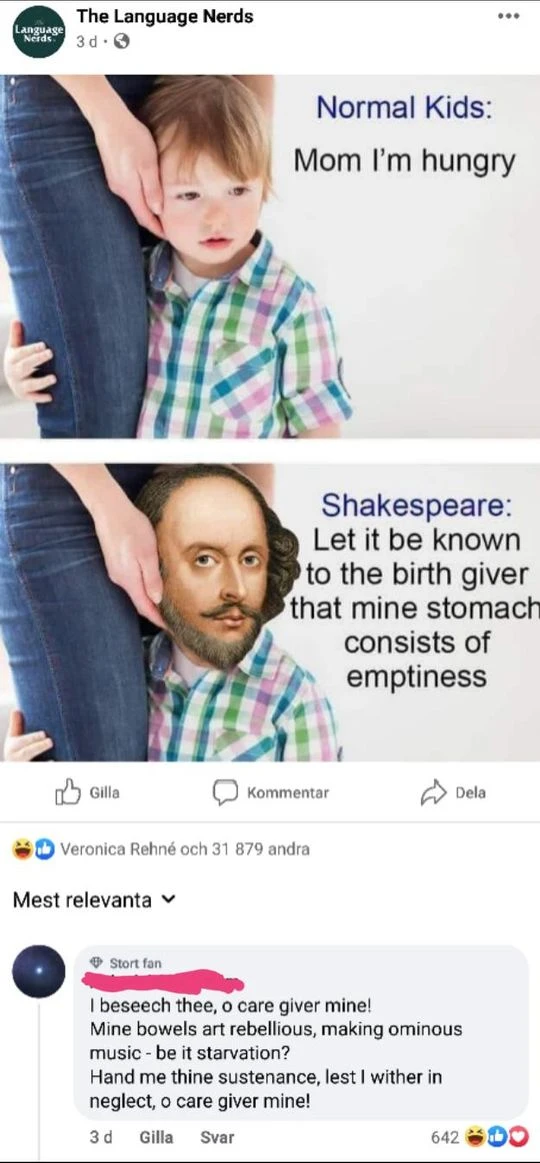 The Language Nerds
The
Language
Nerds.
3 d
Normal Kids:
Mom I'm hungry
Shakespeare:
Let it be known
to the birth giver
that mine stomach
consists of
emptiness
Gilla Kommentar Dela
Veronica Rehné och 31 879 andra
Mest relevanta
Stort fan
I beseech thee, o care giver mine!
Mine bowels art rebellious, making ominous
music - be it starvation?
Hand me thine sustenance, lest I wither in
neglect, o care giver mine!
3 d Gilla Svar 642